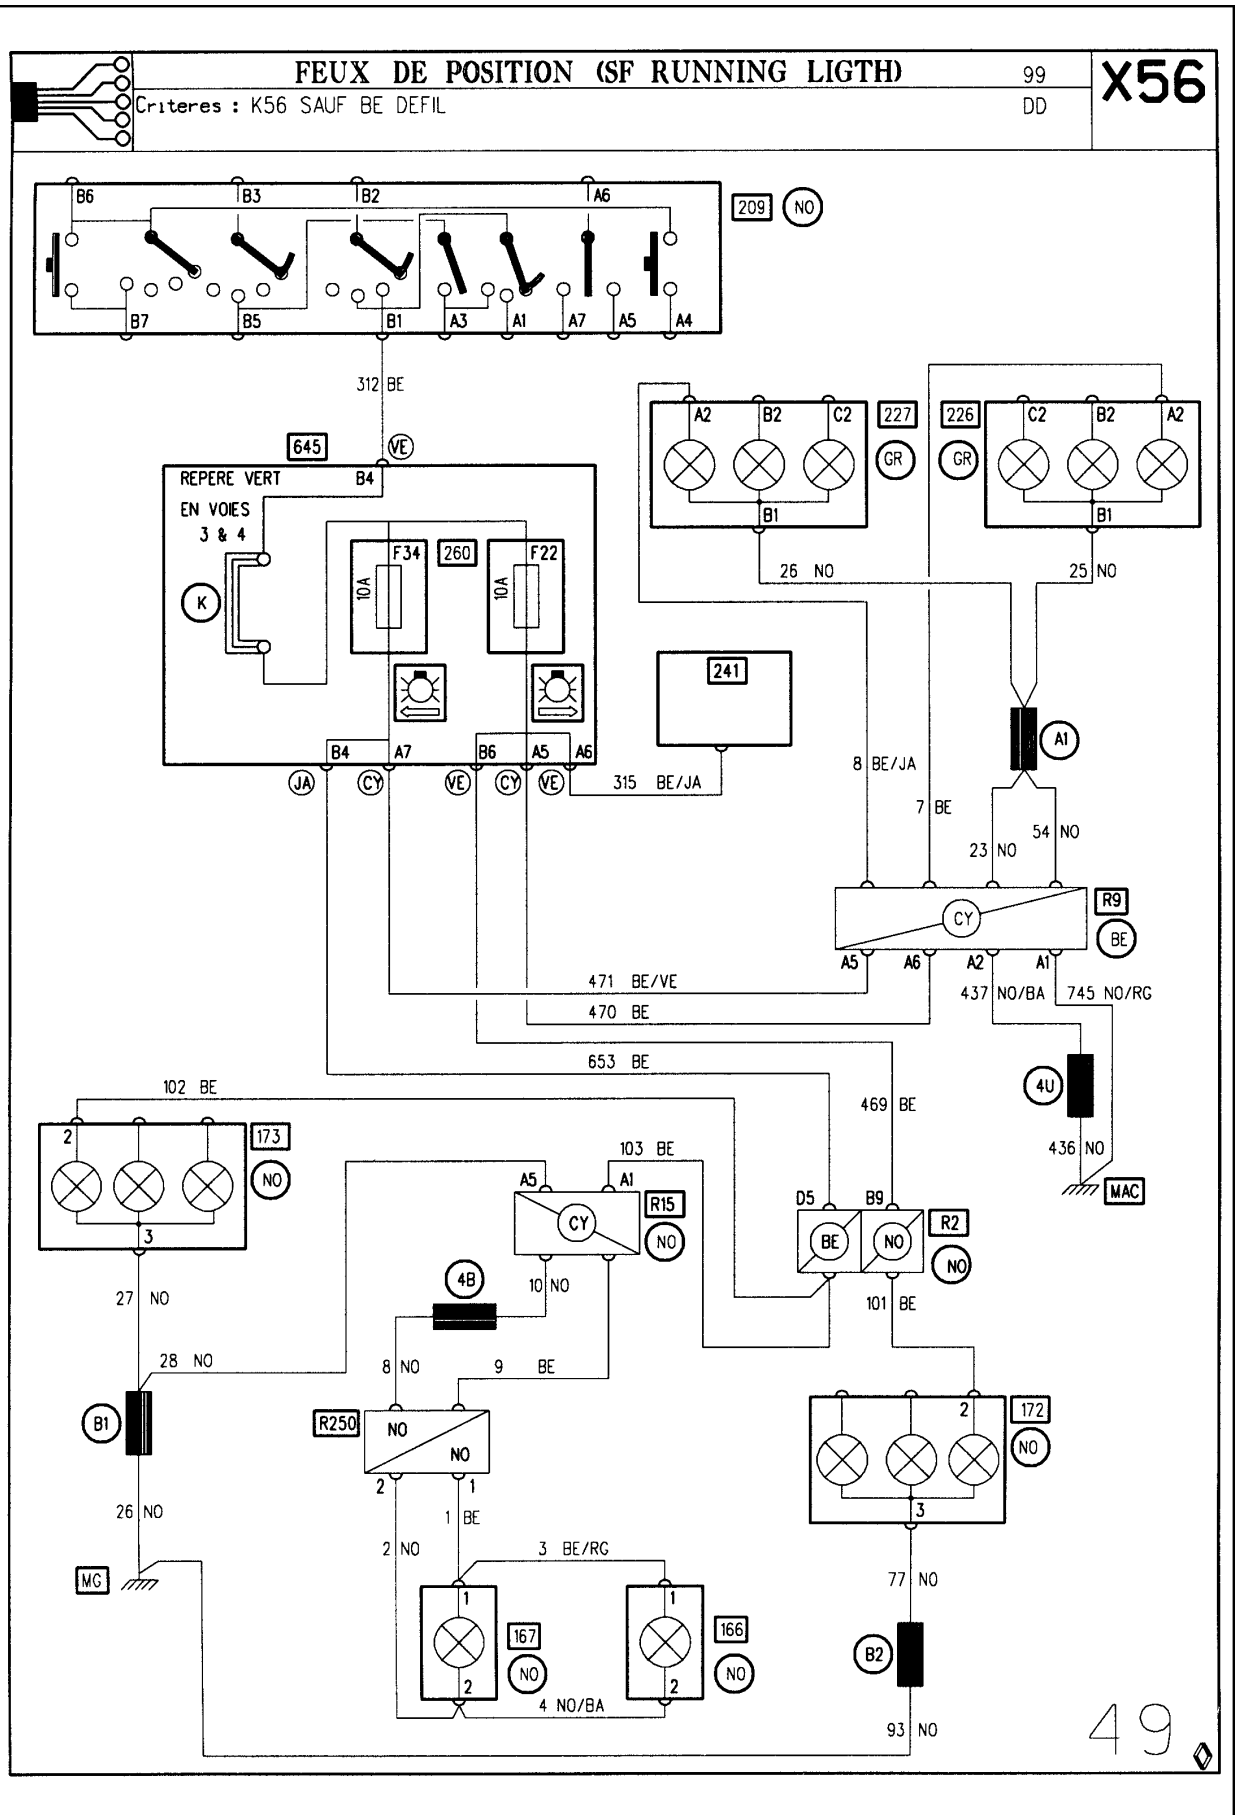 FEUX DE POSITION (SF RUNNING LIGTH)
99
X56
Criteres : K56 SAUF BE DEFIL
DD
B6 B3 B2 A6
209 NO
B7 B5 B1 A3 A1 A7 A5 A4
312 BE
A2 B2 C2
227
226
C2 B2 A2
645
VE
GR
GR
REPERE VERT
B4
EN VOIES
3 & 4
B1
B1
F34
260
F22
26 NO
25 NO
10A
10A
K
241
A1
B4 A7 B6 A5 A6
JA CY VE CY VE
315 BE/JA
8 BE/JA
7 BE
54 NO
23 NO
R9
CY
BE
A5 A6 A2 A1
471 BE/VE
437 NO/BA
745 NO/RG
470 BE
653 BE
4U
102 BE
469 BE
2
173
103 BE
436 NO
NO
A5 A1
D5 B9
MAC
R15
R2
CY
BE
NO
3
NO
NO
4B
10 NO
27 NO
101 BE
28 NO
8 NO
9 BE
B1
R250
NO
NO
2
172
NO
2 1
26 NO
1 BE
3
2 NO
3 BE/RG
MG
77 NO
1
1
167
166
B2
NO
NO
2
2
4 NO/BA
93 NO
49